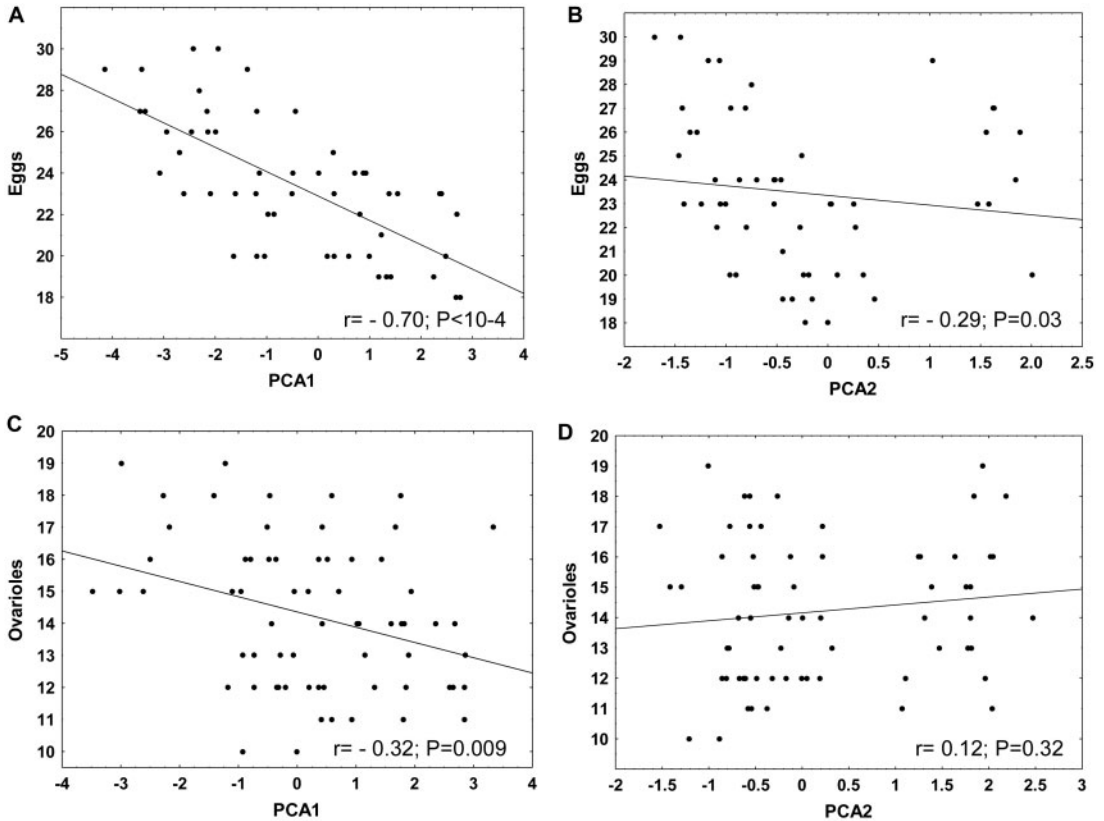 A
30
28
26
24
22
20
18
Eggs
-5 -4 -3 -2 -1 0 1 2 3 4
PCA1
r= - 0.70; P<10-4
B
30
29
28
27
26
25
24
23
22
21
20
19
18
Eggs
-2 -1.5 -1 -0.5 0 0.5 1 1.5 2 2.5
PCA2
r= - 0.29; P=0.03
C
20
19
18
17
16
15
14
13
12
11
10
Ovarioles
-4 -3 -2 -1 0 1 2 3 4
PCA1
r= - 0.32; P=0.009
D
20
19
18
17
16
15
14
13
12
11
10
Ovarioles
-2 -1.5 -1 -0.5 0 0.5 1 1.5 2 2.5 3
PCA2
r= 0.12; P=0.32